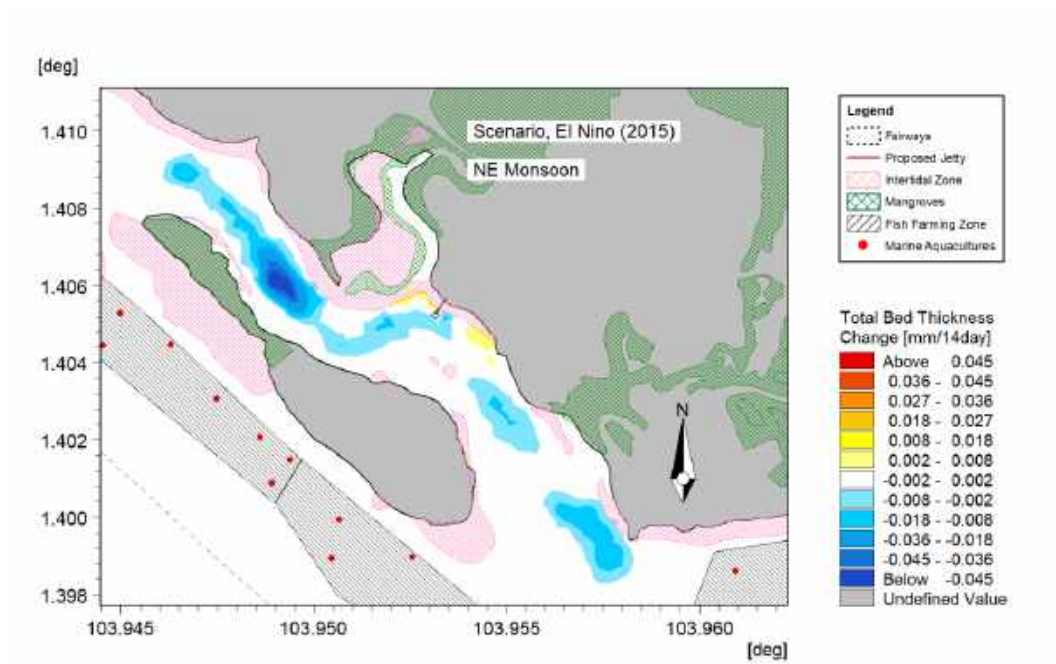 [deg]
1.410
1.408
1.406
1.404
1.402
1.400
1.398
103.945
103.950
103.955
103.960
[deg]
Scenario, El Nino (2015)
NE Monsoon
N
Legend
Fairways
Proposed Jetty
Intertidal Zone
Mangroves
Fish Farming Zone
Marine Aquacultures
Total Bed Thickness
Change [mm/14day]
Above 0.045
0.036 - 0.045
0.027 - 0.036
0.018 - 0.027
0.008 - 0.018
0.002 - 0.008
-0.002 - 0.002
-0.008 - -0.002
-0.018 - -0.008
-0.036 - -0.018
-0.045 - -0.036
Below -0.045
Undefined Value